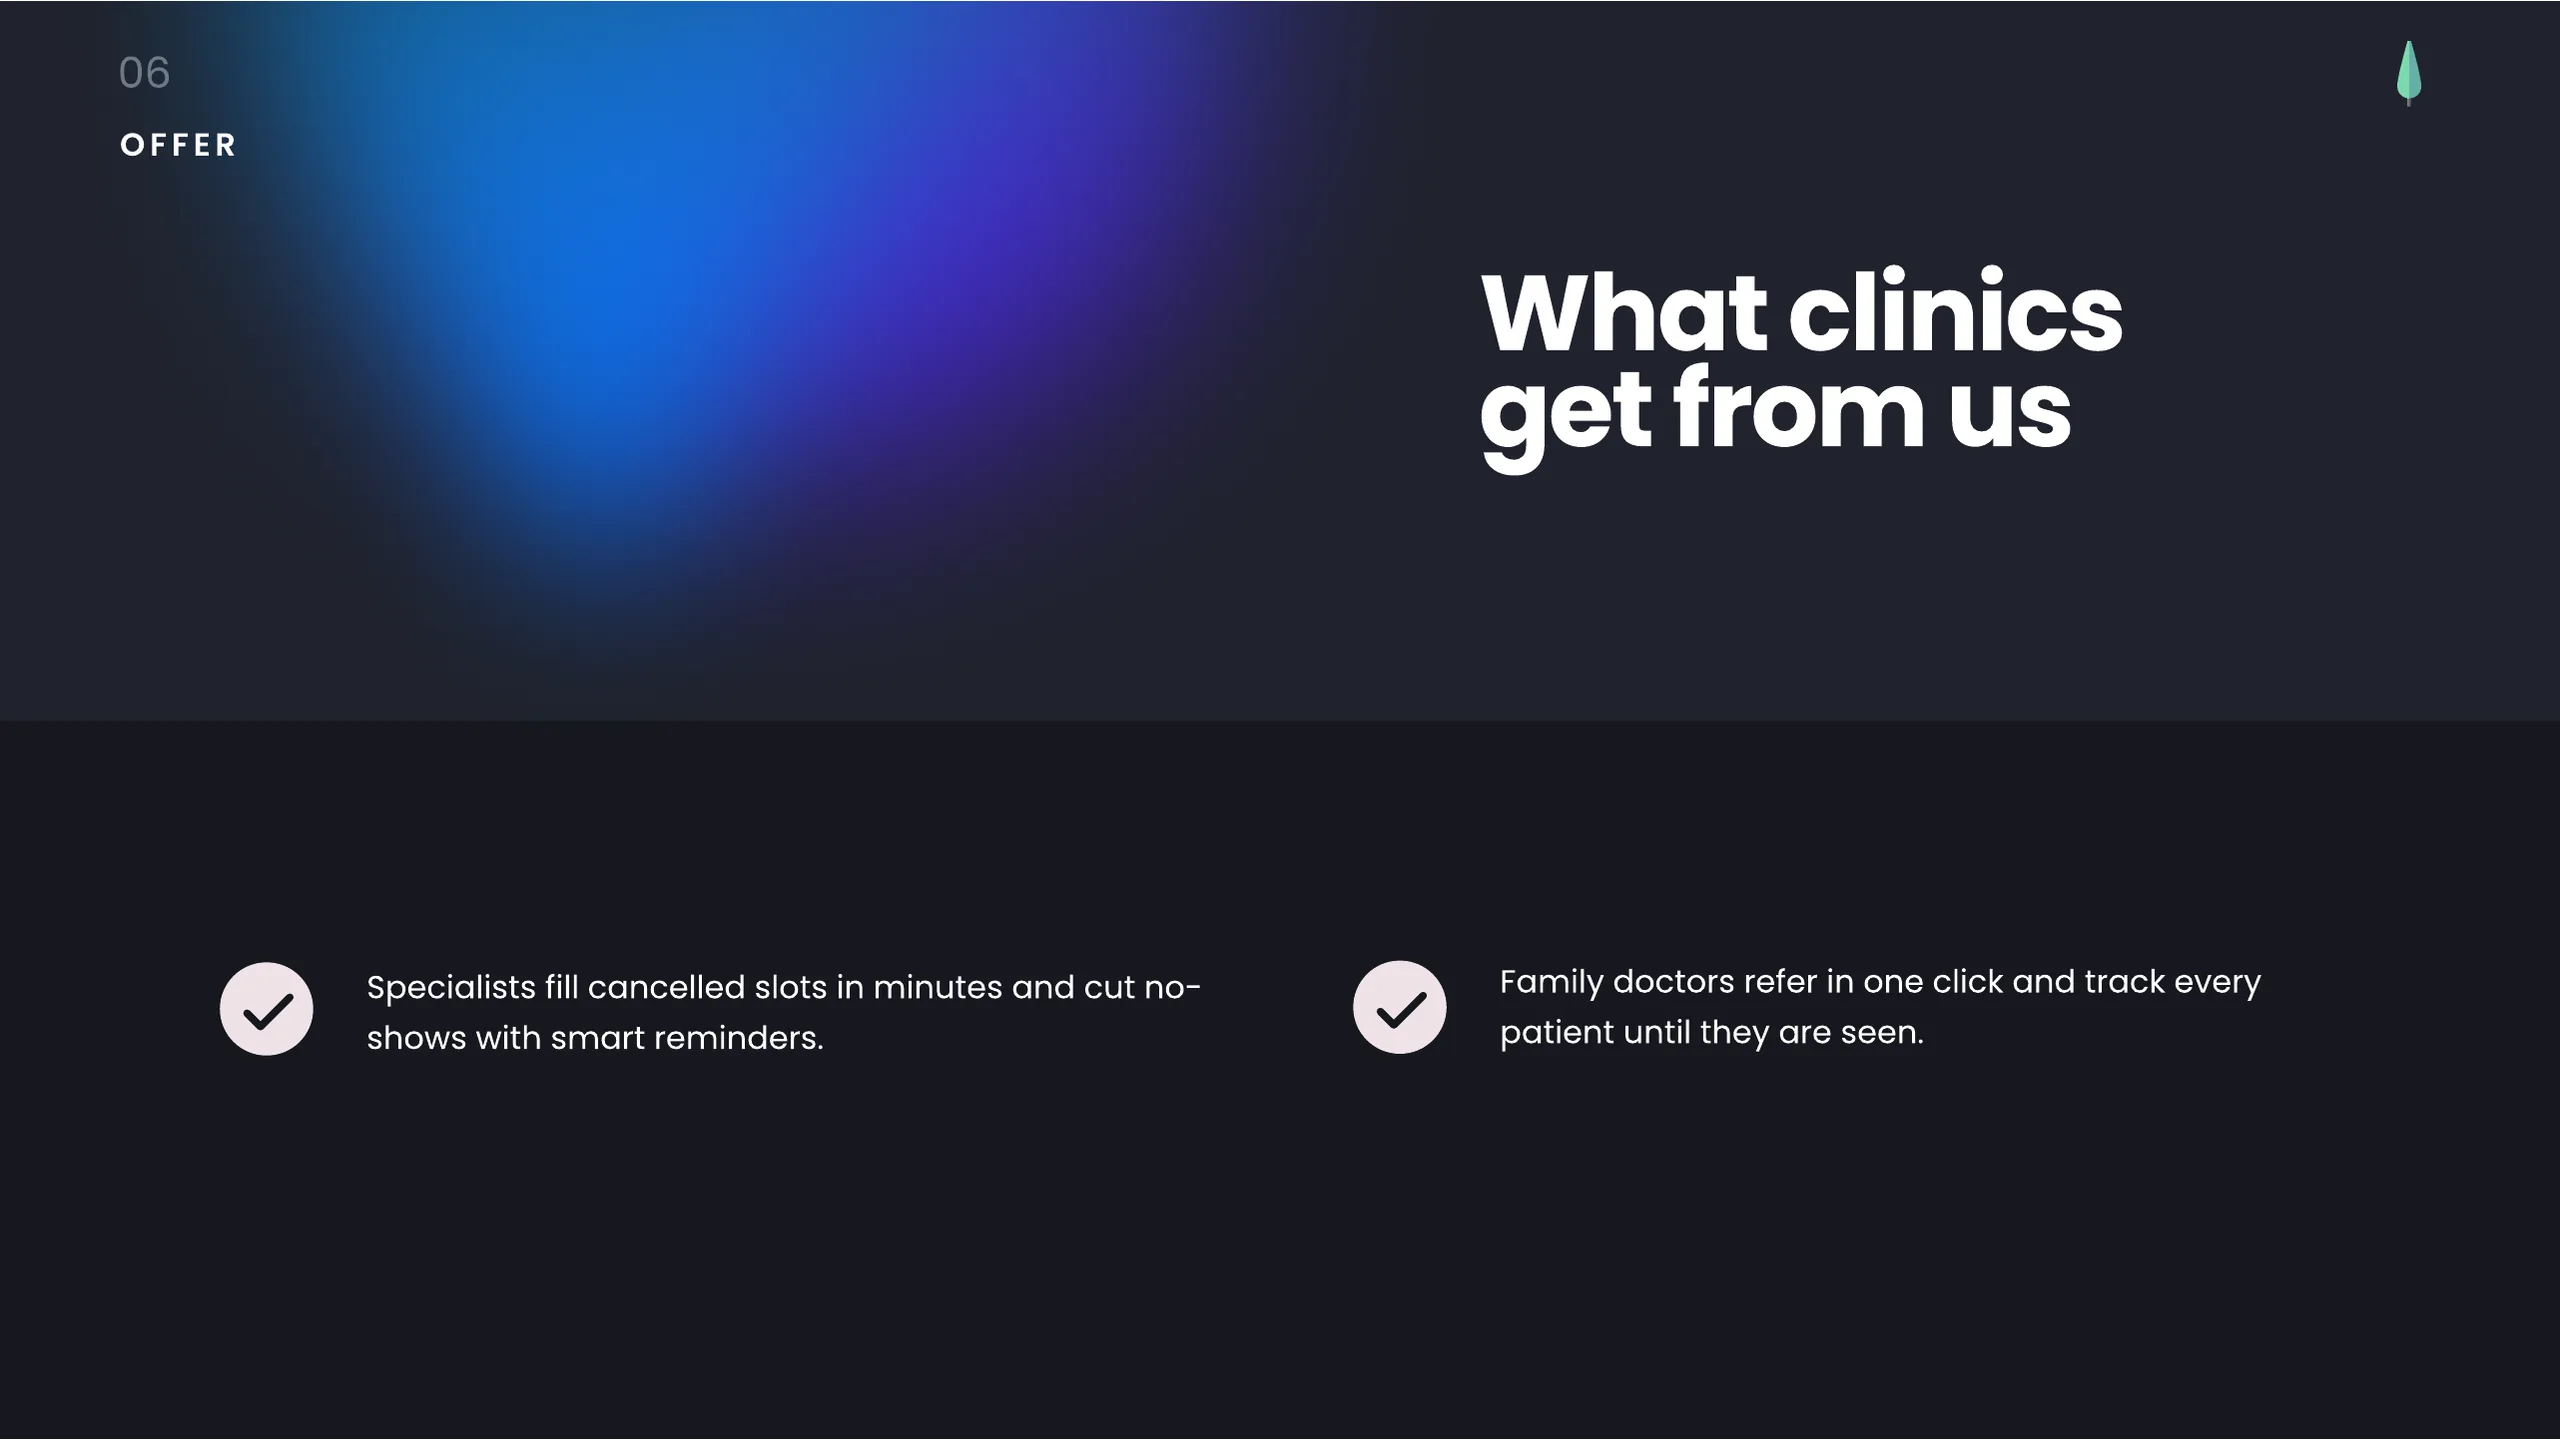 06
OFFER
What clinics
get from us
Specialists fill cancelled slots in minutes and cut no-
shows with smart reminders.
Family doctors refer in one click and track every
patient until they are seen.